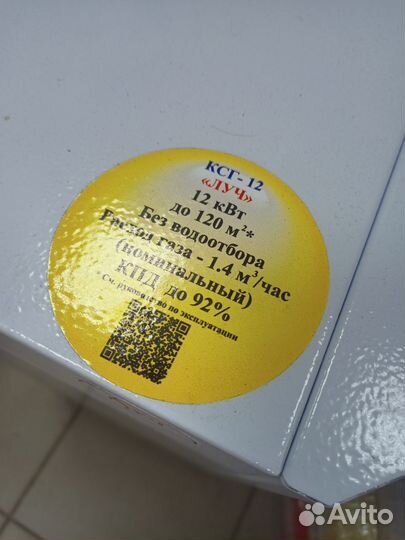 КСГ- 12
«ЛУЧ»
12 кВт
до 120 м²*
Без водоотбора
Расход газа - 1.4 м³/час
(номинальный)
КПД до 92%
См. руководство по эксплуатации
Avito